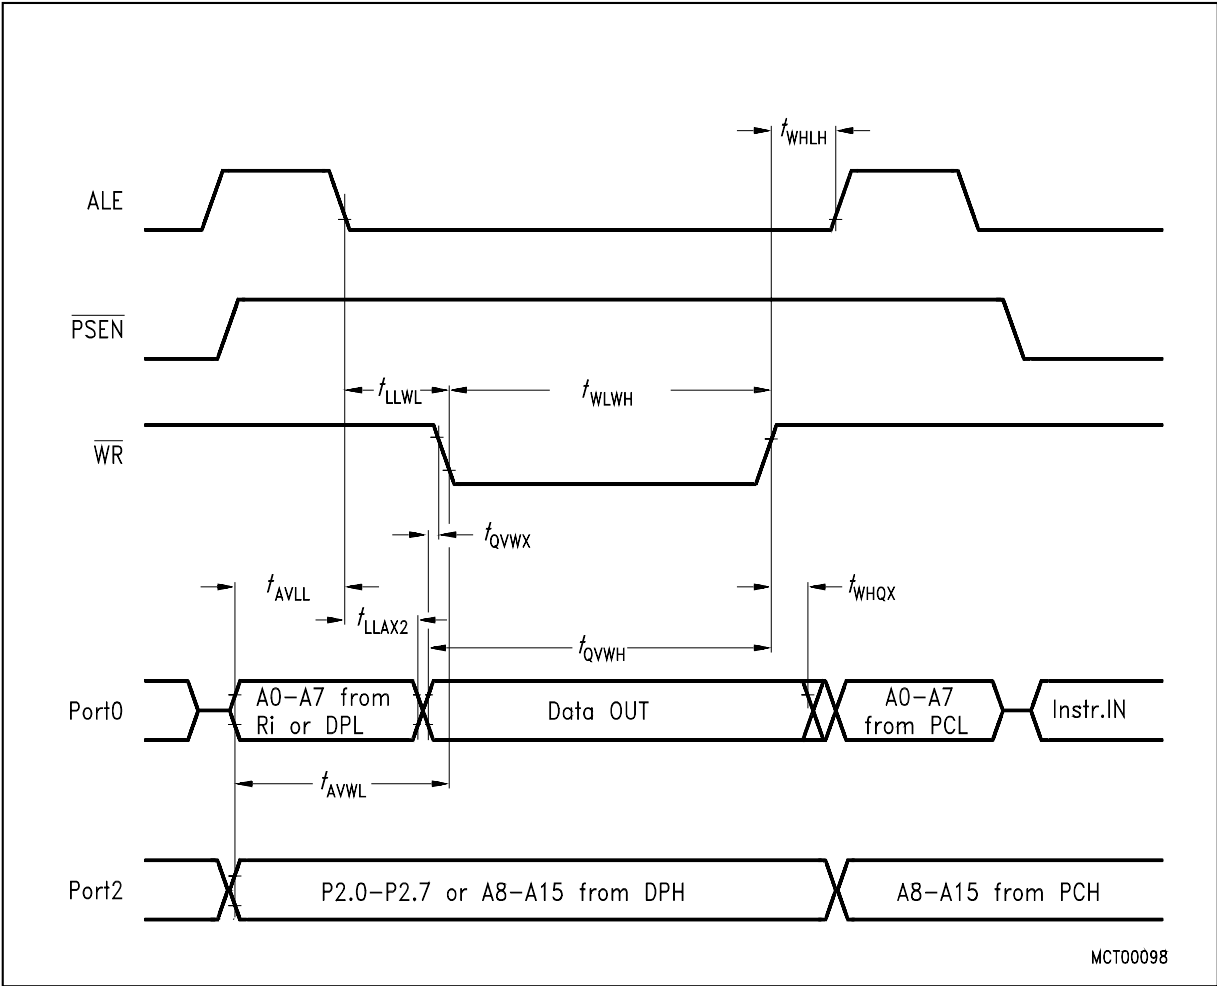 tWHLH
ALE
PSEN
tLLWL
tWLWH
WR
tQVWX
tAVLL
tWHQX
tLLAX2
tQVWH
Port0
A0-A7 from
Ri or DPL
Data OUT
A0-A7
from PCL
Instr.IN
tAVWL
Port2
P2.0-P2.7 or A8-A15 from DPH
A8-A15 from PCH
MCT00098